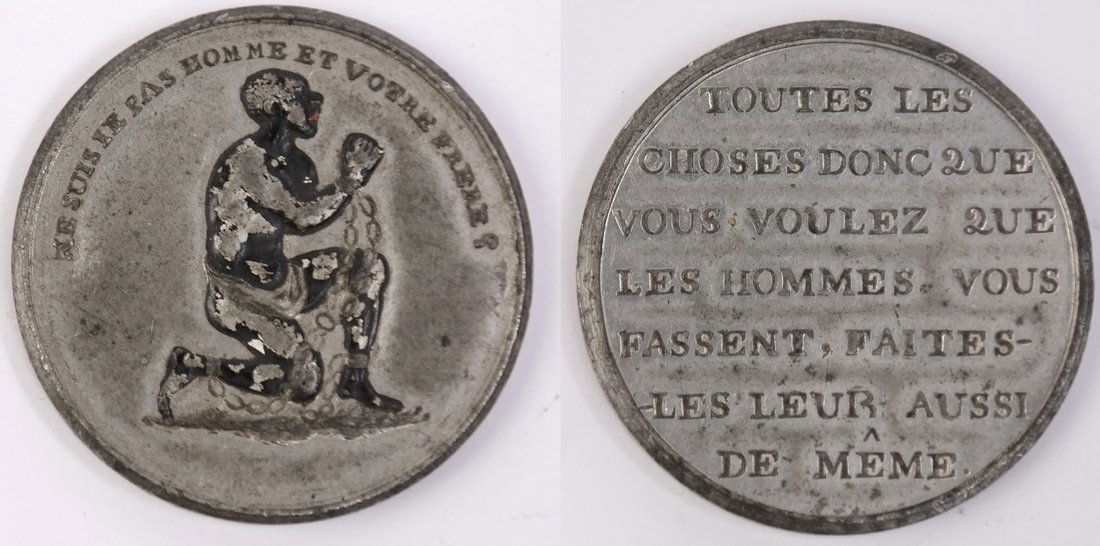 NE SUIS JE PAS HOMME ET VOTRE FRERE?
TOUTES LES
CHOSES DONC QUE
VOUS VOULEZ QUE
LES HOMMES VOUS
FASSENT, FAITES-
-LES LEUR AUSSI
DE MÊME.